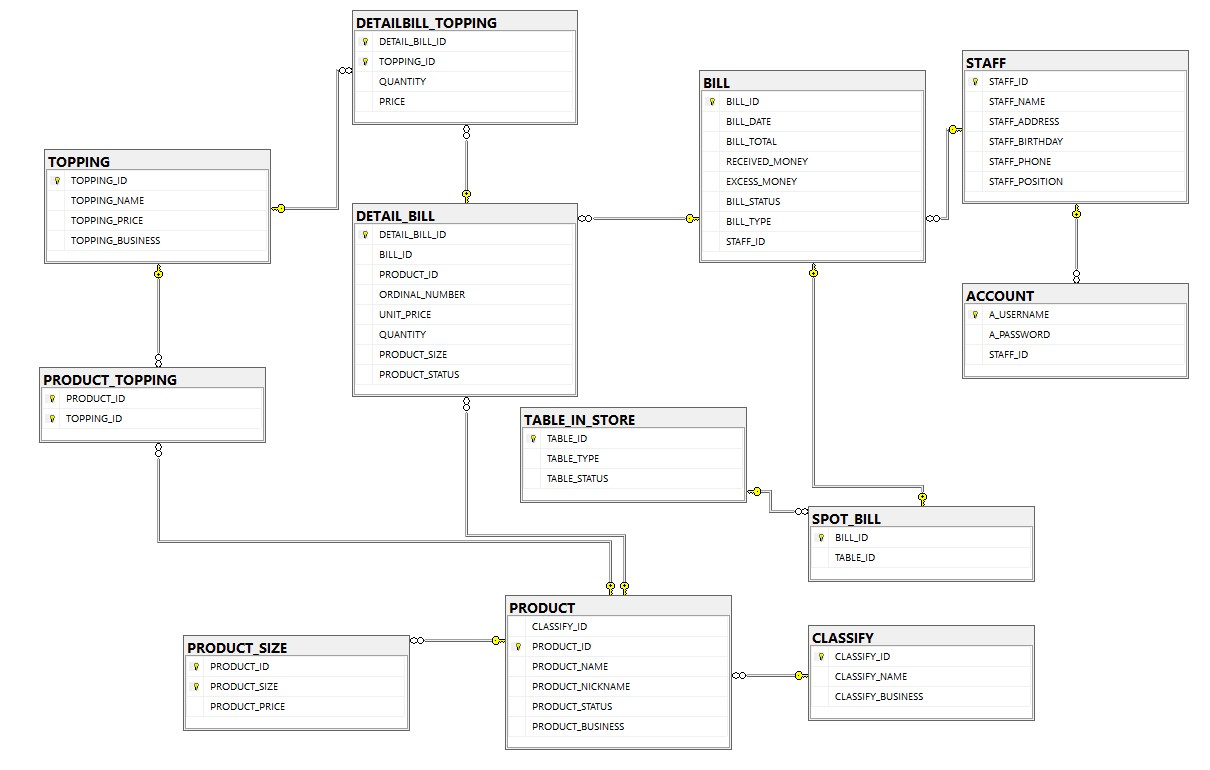 DETAILBILL_TOPPING
DETAIL_BILL_ID
TOPPING_ID
QUANTITY
PRICE
STAFF
STAFF_ID
STAFF_NAME
STAFF_ADDRESS
STAFF_BIRTHDAY
STAFF_PHONE
STAFF_POSITION
BILL
BILL_ID
BILL_DATE
BILL_TOTAL
RECEIVED_MONEY
EXCESS_MONEY
BILL_STATUS
BILL_TYPE
STAFF_ID
TOPPING
TOPPING_ID
TOPPING_NAME
TOPPING_PRICE
TOPPING_BUSINESS
DETAIL_BILL
DETAIL_BILL_ID
BILL_ID
PRODUCT_ID
ORDINAL_NUMBER
UNIT_PRICE
QUANTITY
PRODUCT_SIZE
PRODUCT_STATUS
ACCOUNT
A_USERNAME
A_PASSWORD
STAFF_ID
PRODUCT_TOPPING
PRODUCT_ID
TOPPING_ID
TABLE_IN_STORE
TABLE_ID
TABLE_TYPE
TABLE_STATUS
SPOT_BILL
BILL_ID
TABLE_ID
PRODUCT
CLASSIFY_ID
PRODUCT_ID
PRODUCT_NAME
PRODUCT_NICKNAME
PRODUCT_STATUS
PRODUCT_BUSINESS
PRODUCT_SIZE
PRODUCT_ID
PRODUCT_SIZE
PRODUCT_PRICE
CLASSIFY
CLASSIFY_ID
CLASSIFY_NAME
CLASSIFY_BUSINESS